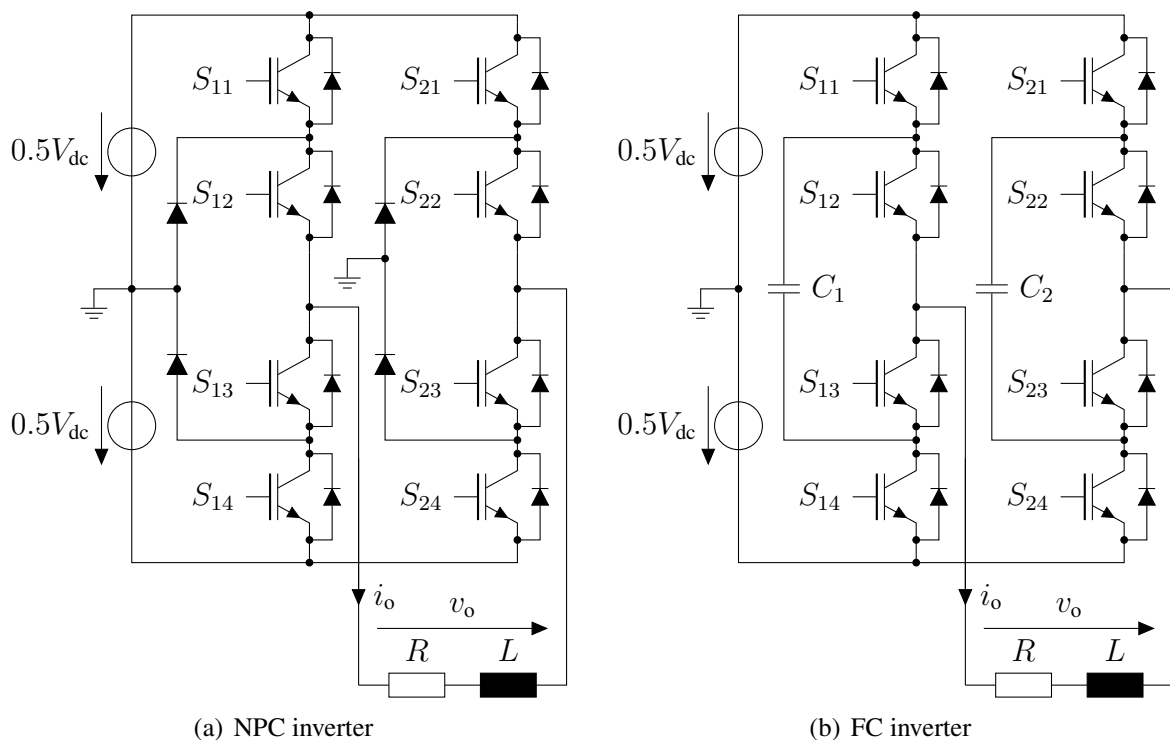 S11
S21
0.5Vdc
S12
S22
S13
S23
0.5Vdc
S14
S24
io
vo
R
L
(a) NPC inverter
S11
S21
0.5Vdc
S12
S22
C1
C2
S13
S23
0.5Vdc
S14
S24
io
vo
R
L
(b) FC inverter